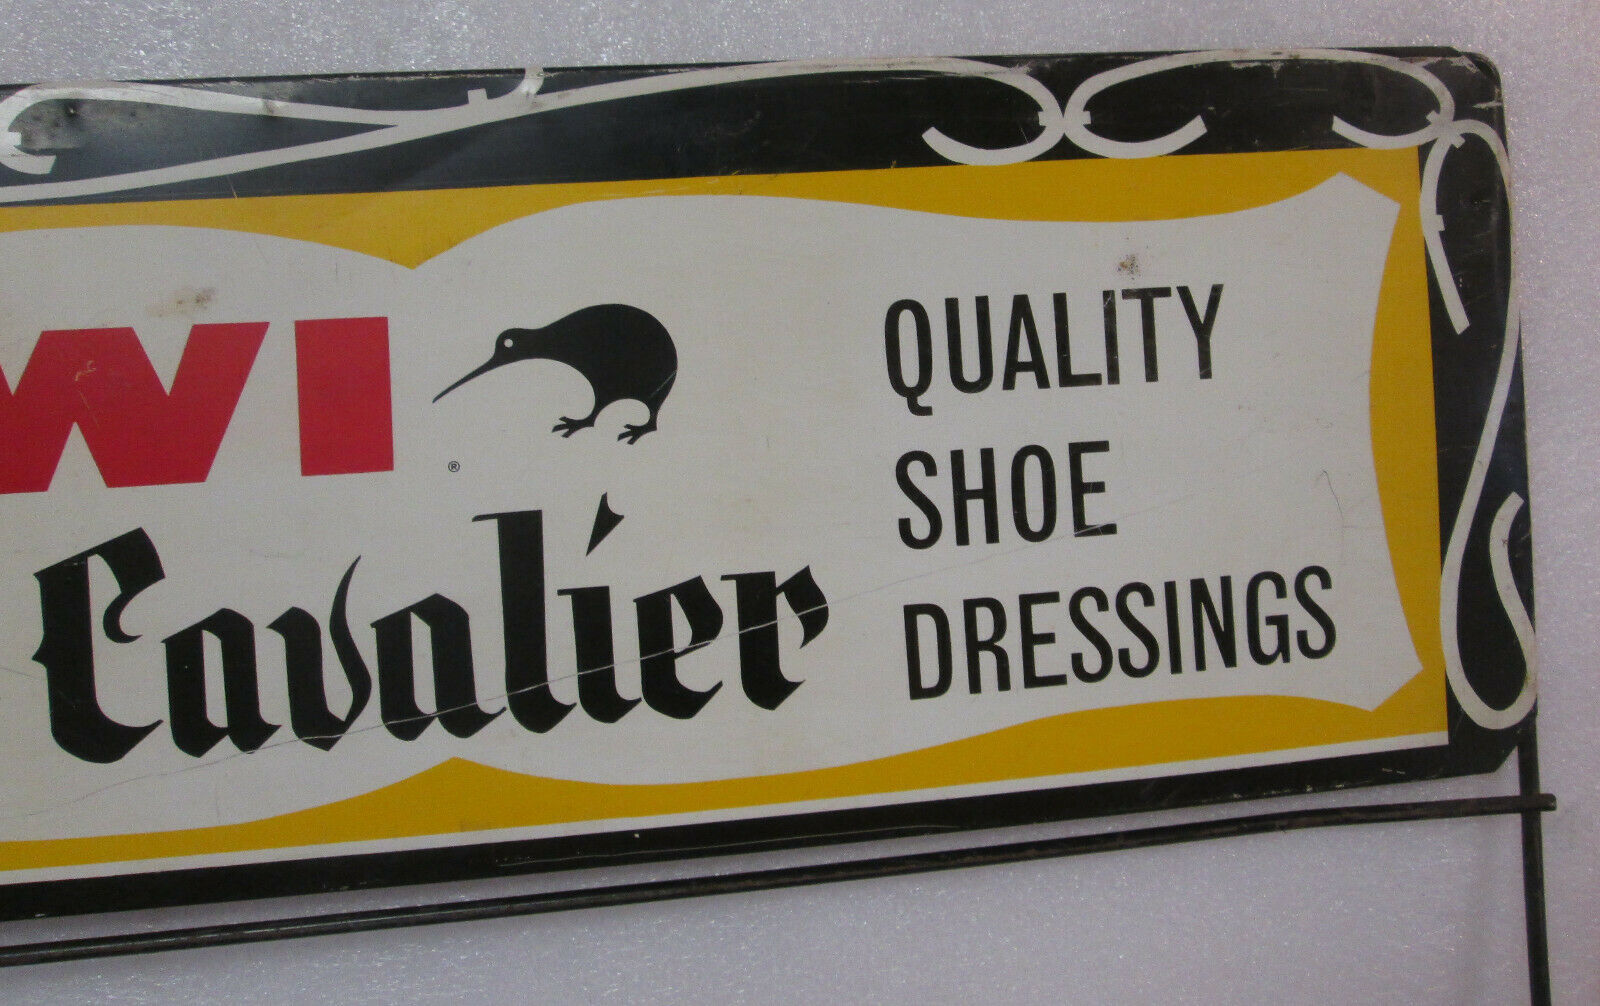 WI
®
Cavalier
QUALITY
SHOE
DRESSINGS